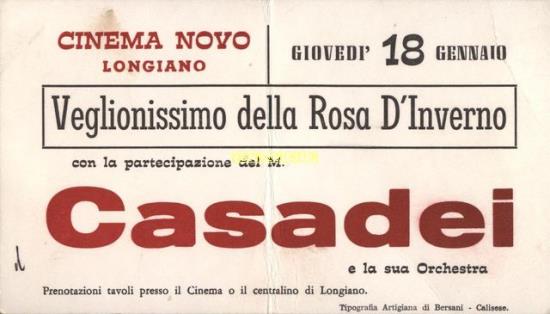 CINEMA NOVO
LONGIANO
GIOVEDI' 18 GENNAIO
Veglionissimo della Rosa D'Inverno
con la partecipazione del M.
Casadei
e la sua Orchestra
Prenotazioni tavoli presso il Cinema o il centralino di Longiano.
Tipografia Artigiana di Bersani - Calisese.